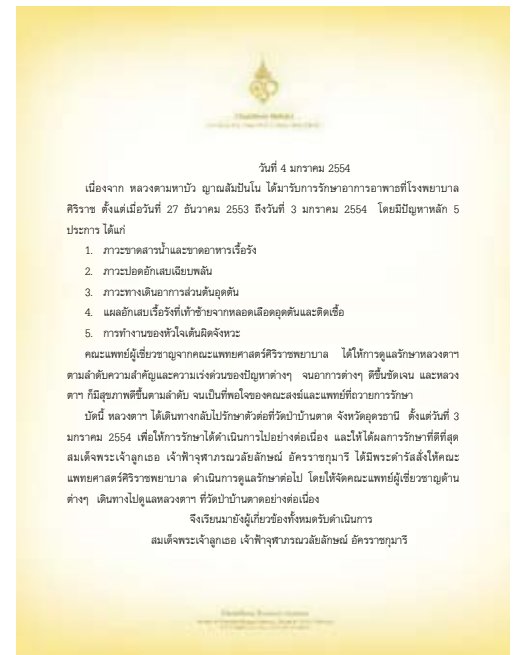 วันที่ 4 มกราคม 2554
เนื่องจาก หลวงตามหาบัว ญาณสัมปันโน ได้มารับการรักษาอาการอาพาธที่โรงพยาบาล
ศิริราช ตั้งแต่เมื่อวันที่ 27 ธันวาคม 2553 ถึงวันที่ 3 มกราคม 2554 โดยมีปัญหาหลัก 5
ประการ ได้แก่
1. ภาวะขาดสารน้ำและขาดอาหารเรื้อรัง
2. ภาวะปอดอักเสบเฉียบพลัน
3. ภาวะทางเดินอาการส่วนต้นอุดตัน
4. แผลอักเสบเรื้อรังที่เท้าซ้ายจากหลอดเลือดอุดตันและติดเชื้อ
5. การทำงานของหัวใจเต้นผิดจังหวะ
คณะแพทย์ผู้เชี่ยวชาญจากคณะแพทยศาสตร์ศิริราชพยาบาล ได้ให้การดูแลรักษาหลวงตาฯ
ตามลำดับความสำคัญและความเร่งด่วนของปัญหาต่างๆ จนอาการต่างๆ ดีขึ้นชัดเจน และหลวง
ตาฯ ก็มีสุขภาพดีขึ้นตามลำดับ จนเป็นที่พอใจของคณะสงฆ์และแพทย์ที่ถวายการรักษา
บัดนี้ หลวงตาฯ ได้เดินทางกลับไปรักษาตัวต่อที่วัดป่าบ้านตาด จังหวัดอุดรธานี ตั้งแต่วันที่ 3
มกราคม 2554 เพื่อให้การรักษาได้ดำเนินการไปอย่างต่อเนื่อง และให้ได้ผลการรักษาที่ดีที่สุด
สมเด็จพระเจ้าลูกเธอ เจ้าฟ้าจุฬาภรณวลัยลักษณ์ อัครราชกุมารี ได้มีพระดำรัสสั่งให้คณะ
แพทยศาสตร์ศิริราชพยาบาล ดำเนินการดูแลรักษาต่อไป โดยให้จัดคณะแพทย์ผู้เชี่ยวชาญด้าน
ต่างๆ เดินทางไปดูแลหลวงตาฯ ที่วัดป่าบ้านตาดอย่างต่อเนื่อง
จึงเรียนมายังผู้เกี่ยวข้องทั้งหมดรับดำเนินการ
สมเด็จพระเจ้าลูกเธอ เจ้าฟ้าจุฬาภรณวลัยลักษณ์ อัครราชกุมารี